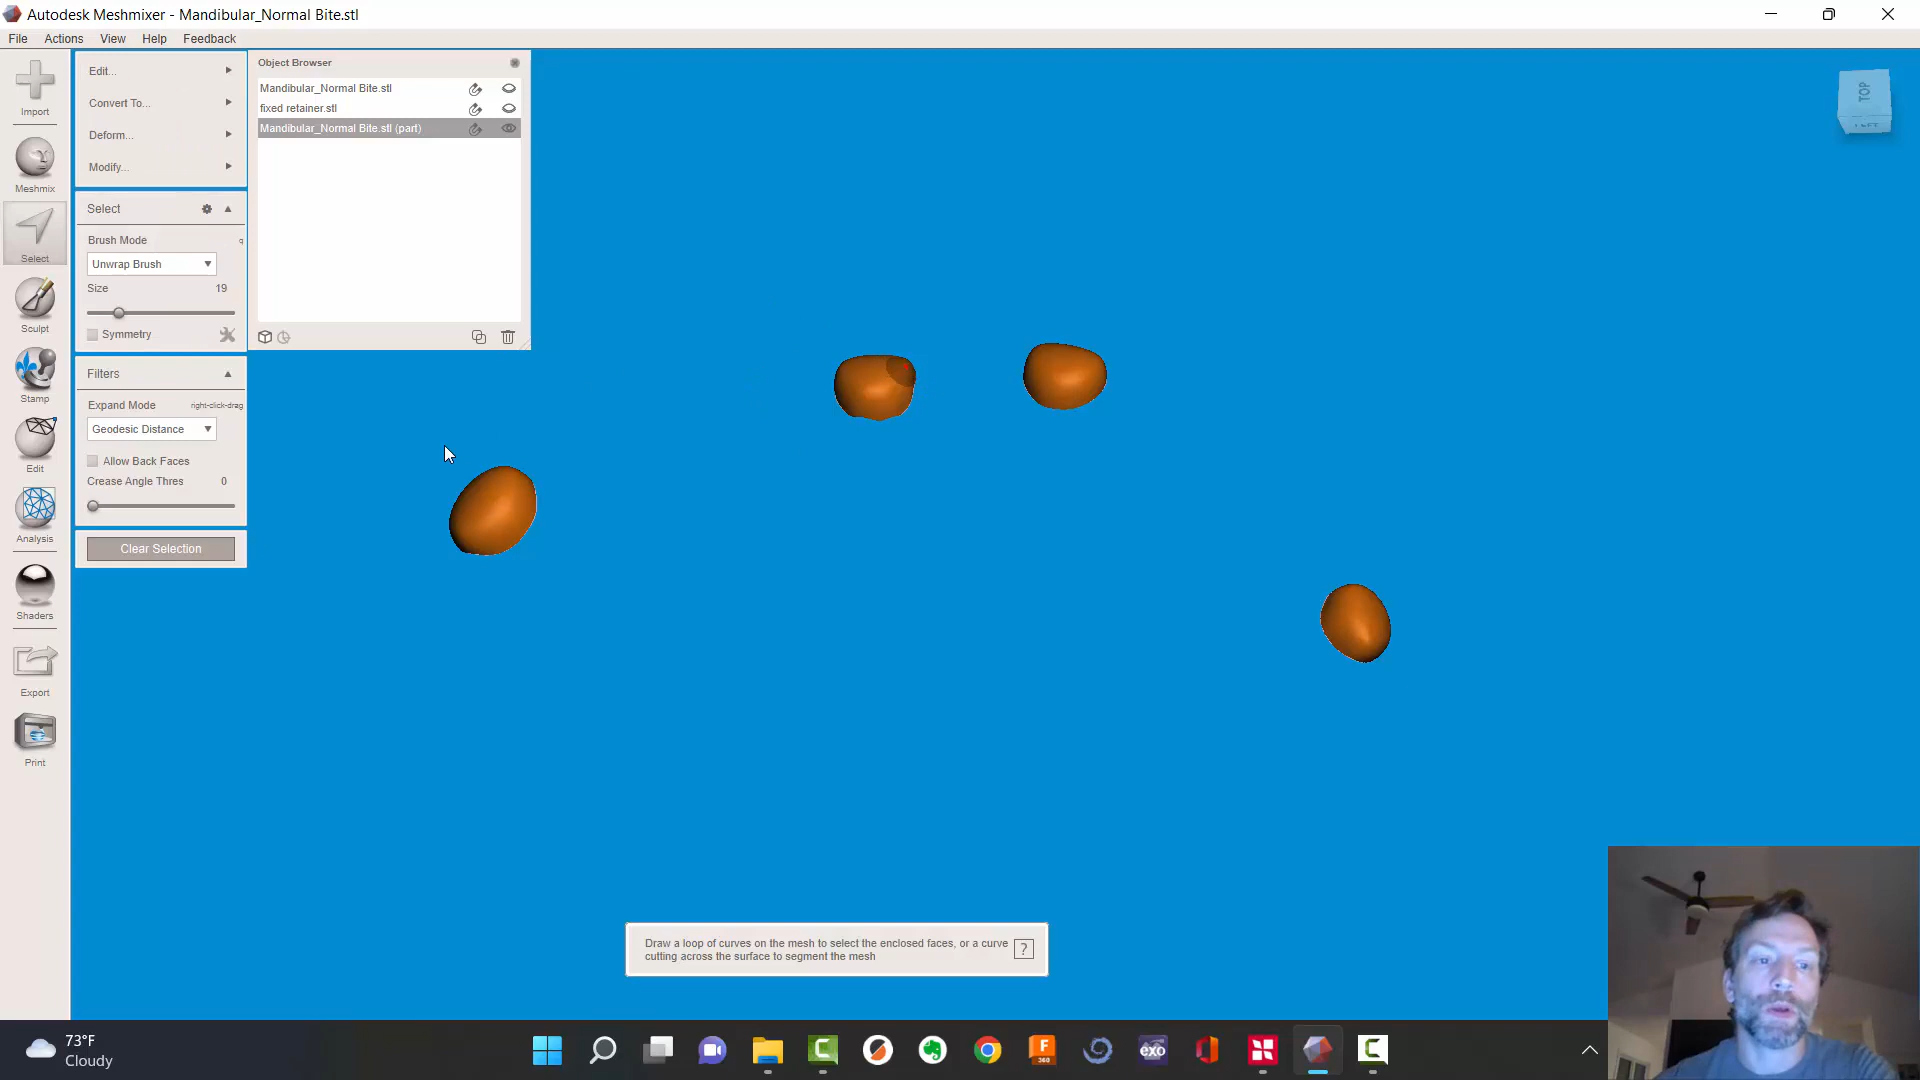 Autodesk Meshmixer - Mandibular_Normal Bite.stl
File Actions View Help Feedback
Import
Meshmix
Select
Sculpt
Stamp
Edit
Analysis
Shaders
Export
Print
Edit...
Convert To...
Deform...
Modify...
Select
Brush Mode q
Unwrap Brush
Size 19
Symmetry
Filters
Expand Mode right-click-drag
Geodesic Distance
Allow Back Faces
Crease Angle Thres 0
Clear Selection
Object Browser
Mandibular_Normal Bite.stl
fixed retainer.stl
Mandibular_Normal Bite.stl (part)
TOP
LEFT
Draw a loop of curves on the mesh to select the enclosed faces, or a curve
cutting across the surface to segment the mesh
?
73°F
Cloudy
F
360
exo